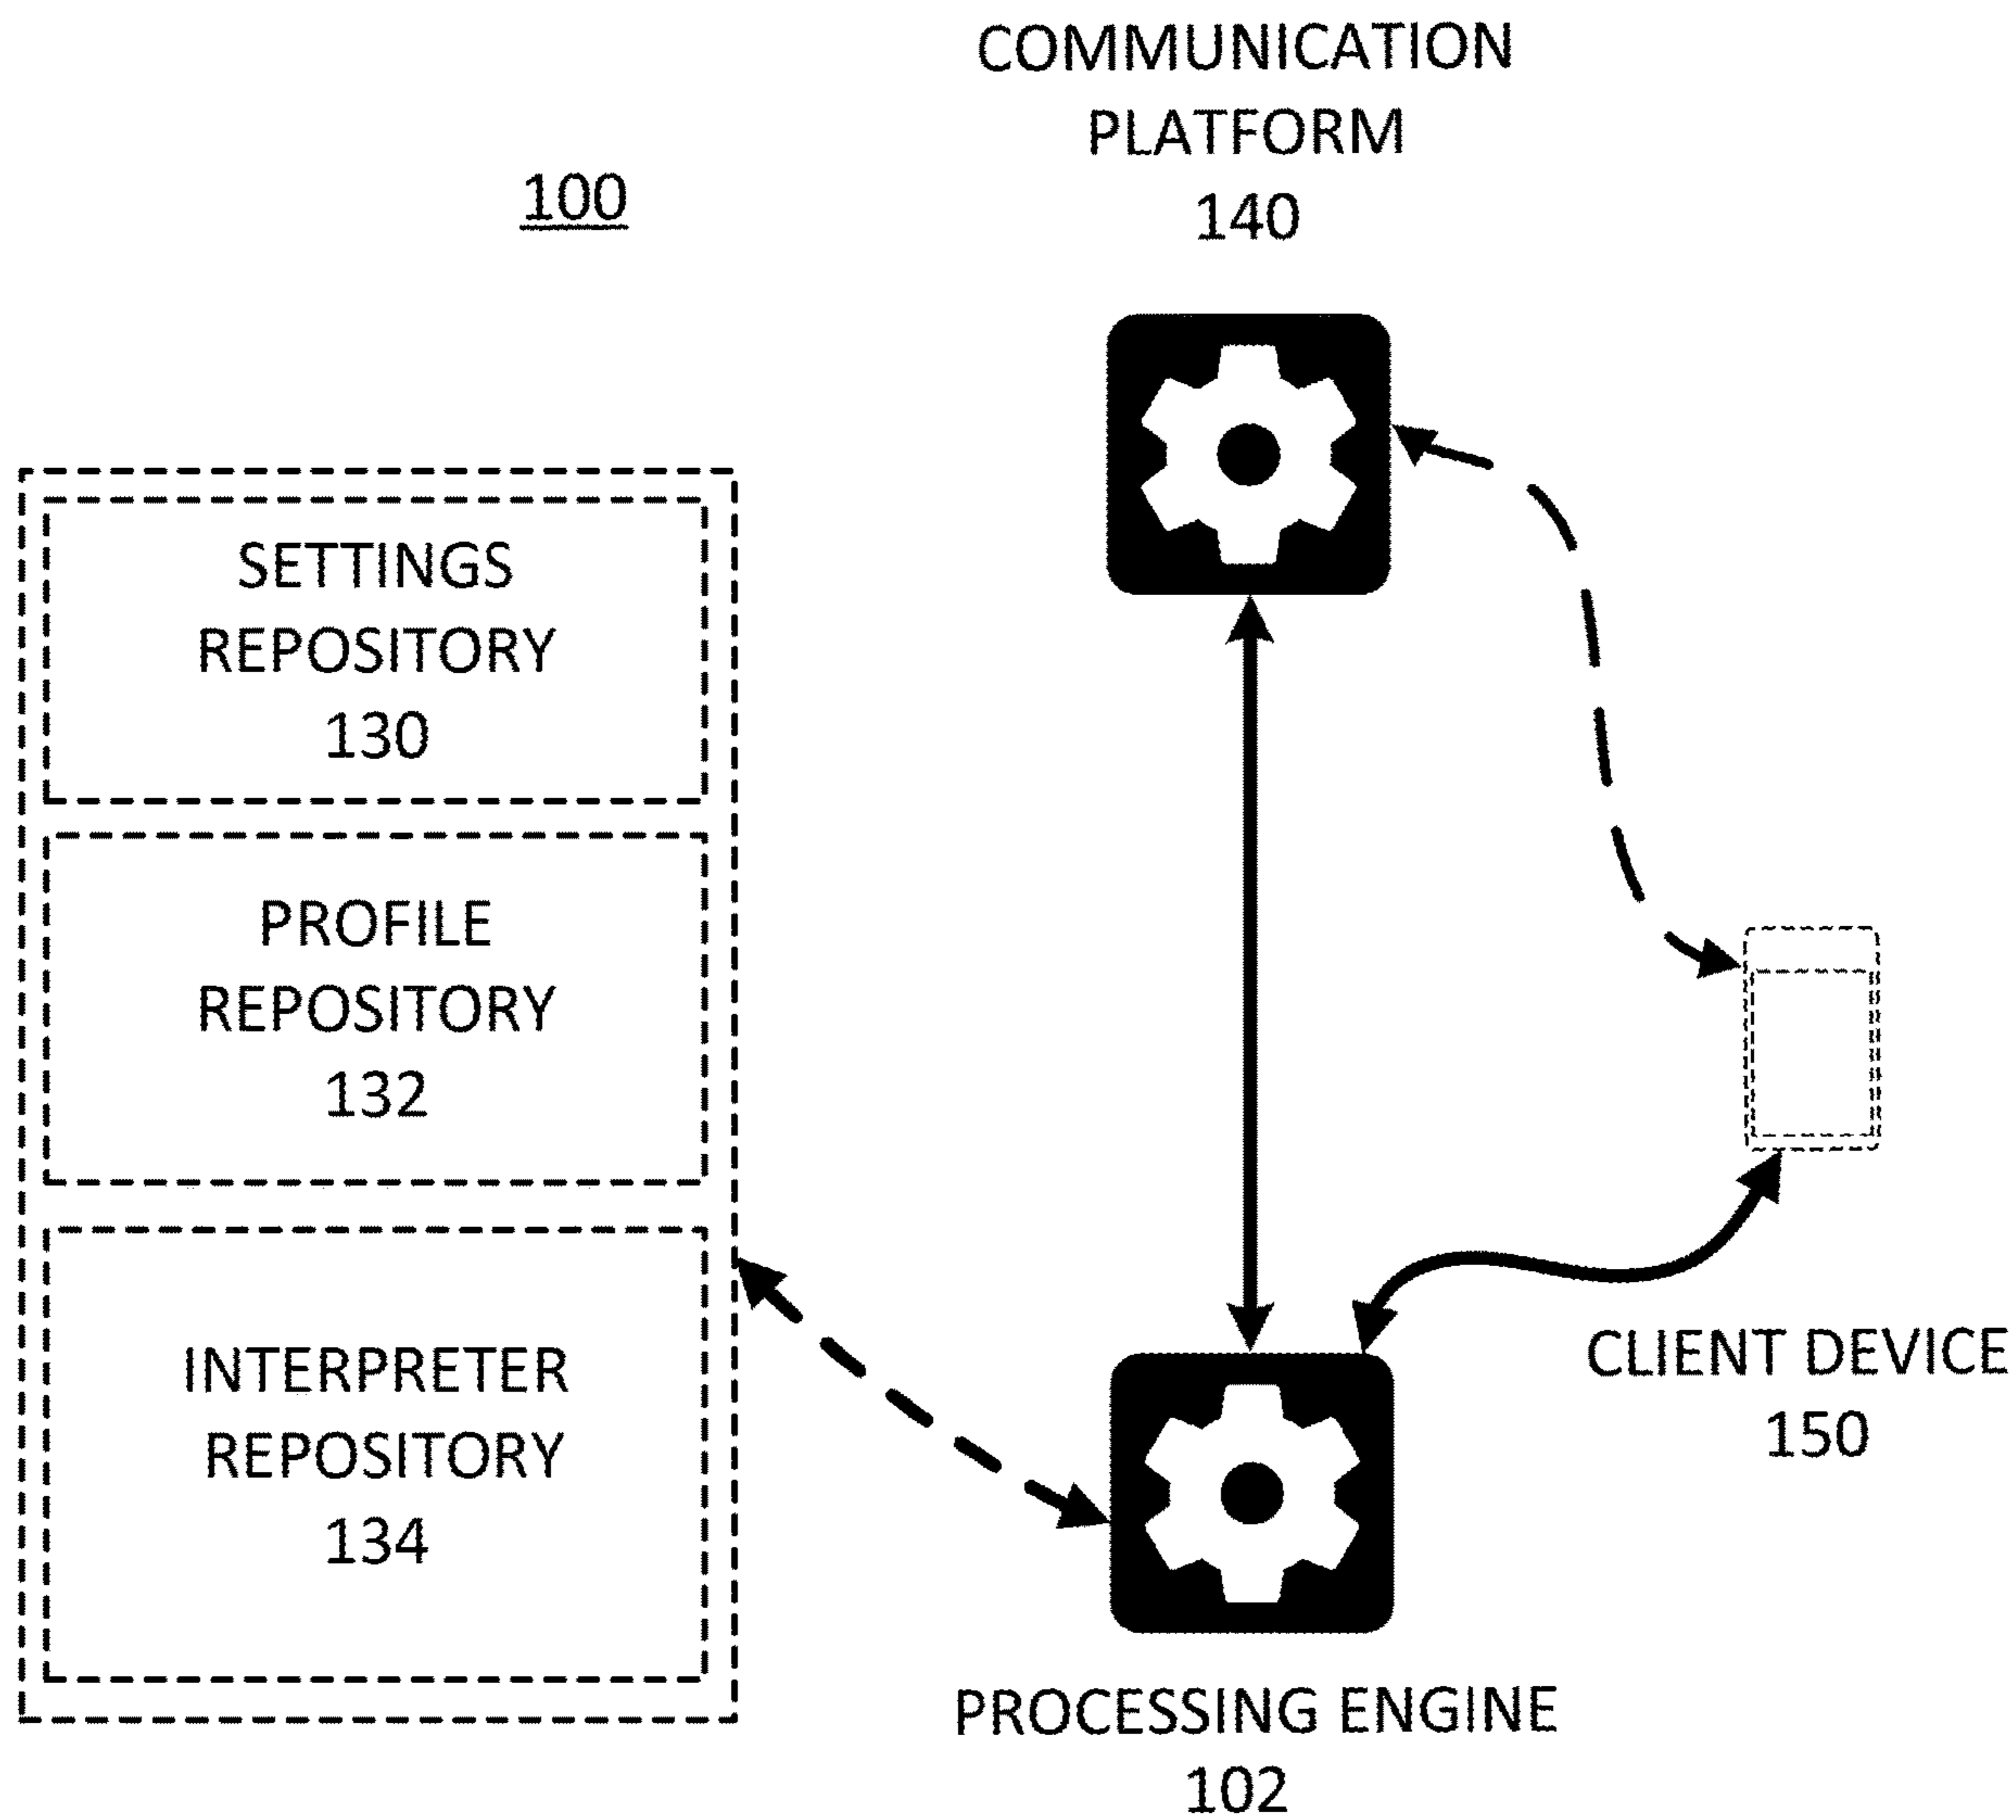 100
COMMUNICATION
PLATFORM
140
SETTINGS
REPOSITORY
130
PROFILE
REPOSITORY
132
INTERPRETER
REPOSITORY
134
CLIENT DEVICE
150
PROCESSING ENGINE
102